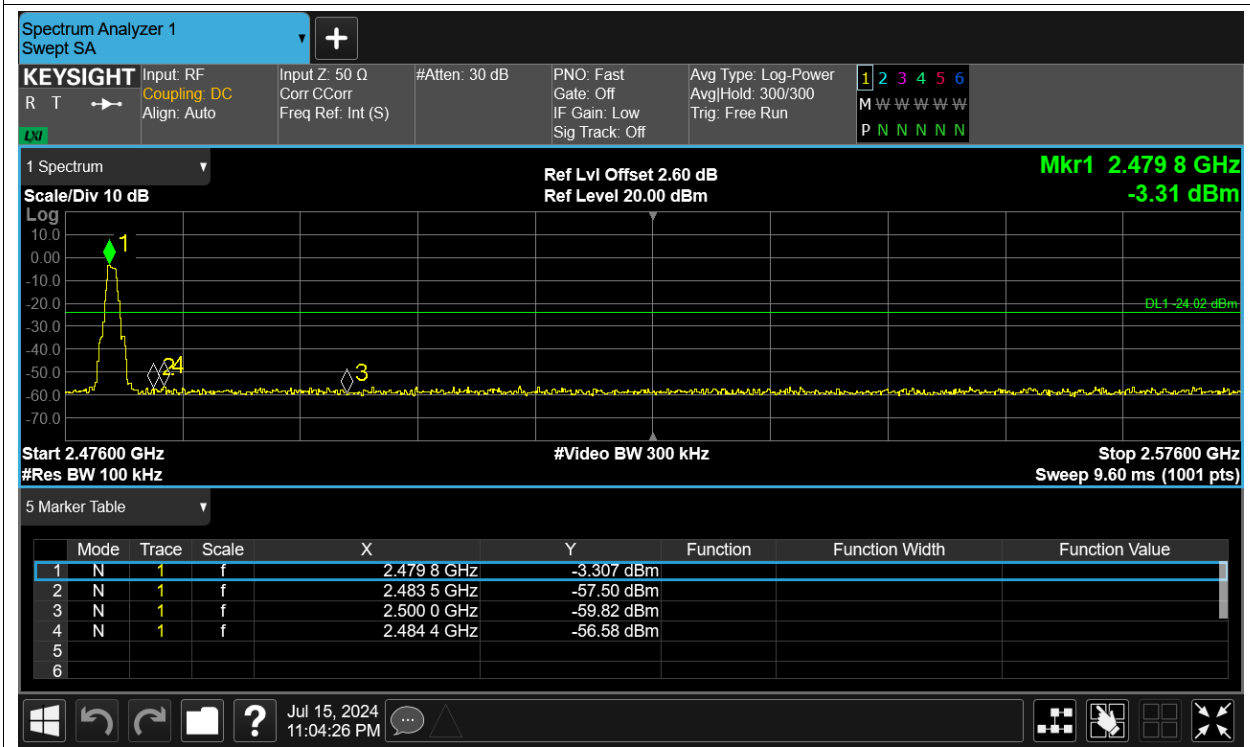 Spectrum Analyzer 1
Swept SA
+
KEYSIGHT
R T
LXI
Input: RF
Coupling: DC
Align: Auto
Input Z: 50 Ω
Corr CCorr
Freq Ref: Int (S)
#Atten: 30 dB
PNO: Fast
Gate: Off
IF Gain: Low
Sig Track: Off
Avg Type: Log-Power
Avg|Hold: 300/300
Trig: Free Run
1 2 3 4 5 6
M W W W W W
P N N N N N
1 Spectrum
Scale/Div 10 dB
Ref Lvl Offset 2.60 dB
Ref Level 20.00 dBm
Mkr1 2.479 8 GHz
-3.31 dBm
Log
10.0
0.00
-10.0
-20.0
-30.0
-40.0
-50.0
-60.0
-70.0
1
2 4
3
DL1 -24.02 dBm
Start 2.47600 GHz
#Res BW 100 kHz
#Video BW 300 kHz
Stop 2.57600 GHz
Sweep 9.60 ms (1001 pts)
5 Marker Table
Mode Trace Scale X Y Function Function Width Function Value
1 N 1 f 2.479 8 GHz -3.307 dBm
2 N 1 f 2.483 5 GHz -57.50 dBm
3 N 1 f 2.500 0 GHz -59.82 dBm
4 N 1 f 2.484 4 GHz -56.58 dBm
5
6
?
Jul 15, 2024
11:04:26 PM